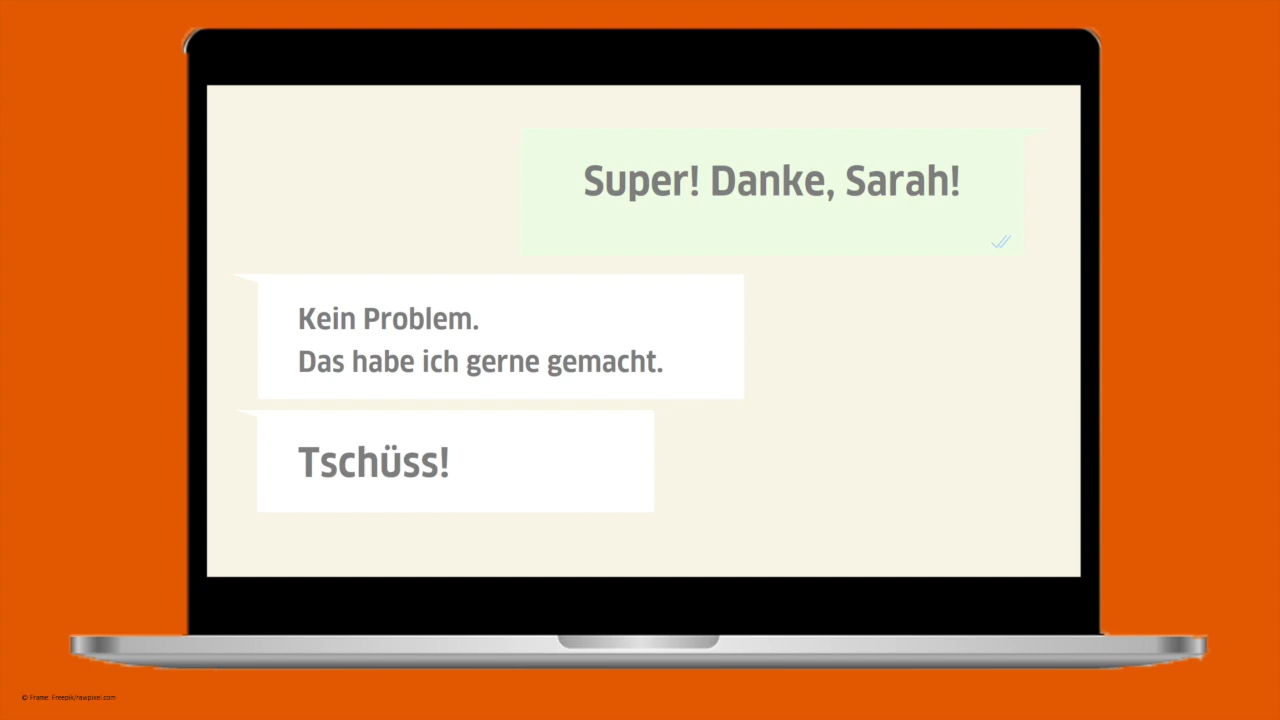 Super! Danke, Sarah!
Kein Problem.
Das habe ich gerne gemacht.
Tschüss!
© Frame: Freepik/rawpixel.com